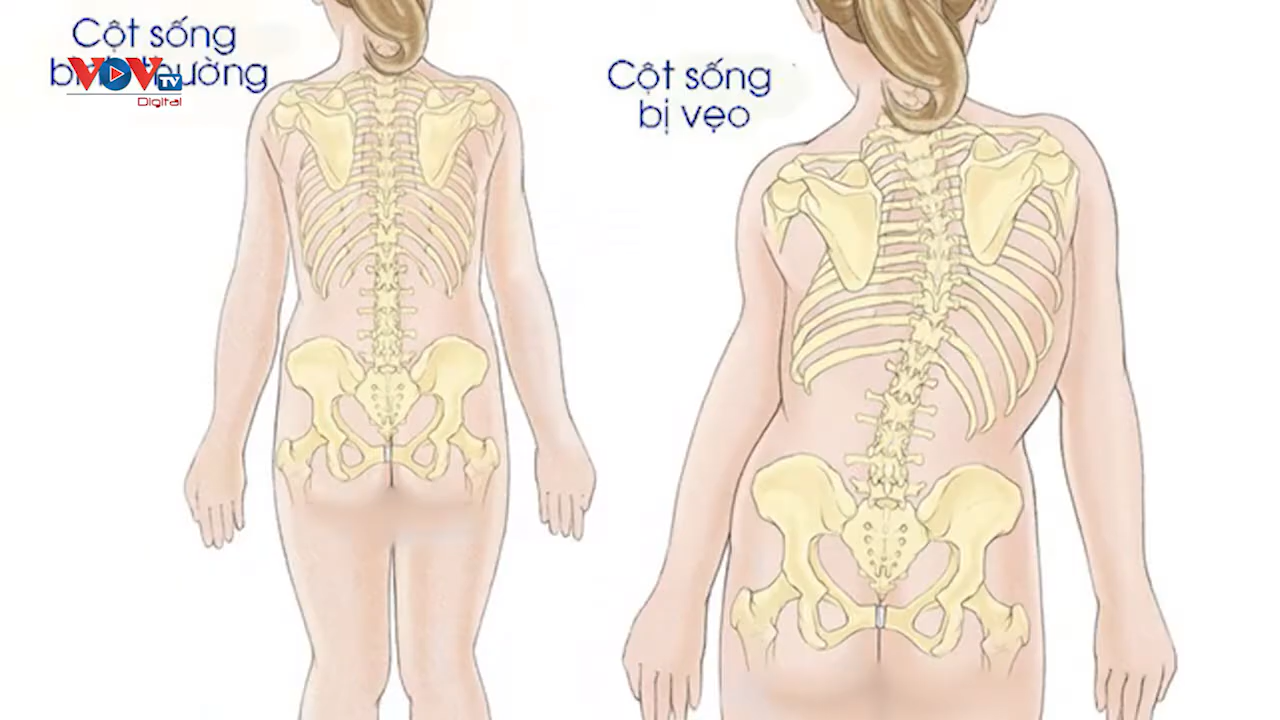 Cột sống
VOV
TV
Digital
Cột sống
bị vẹo